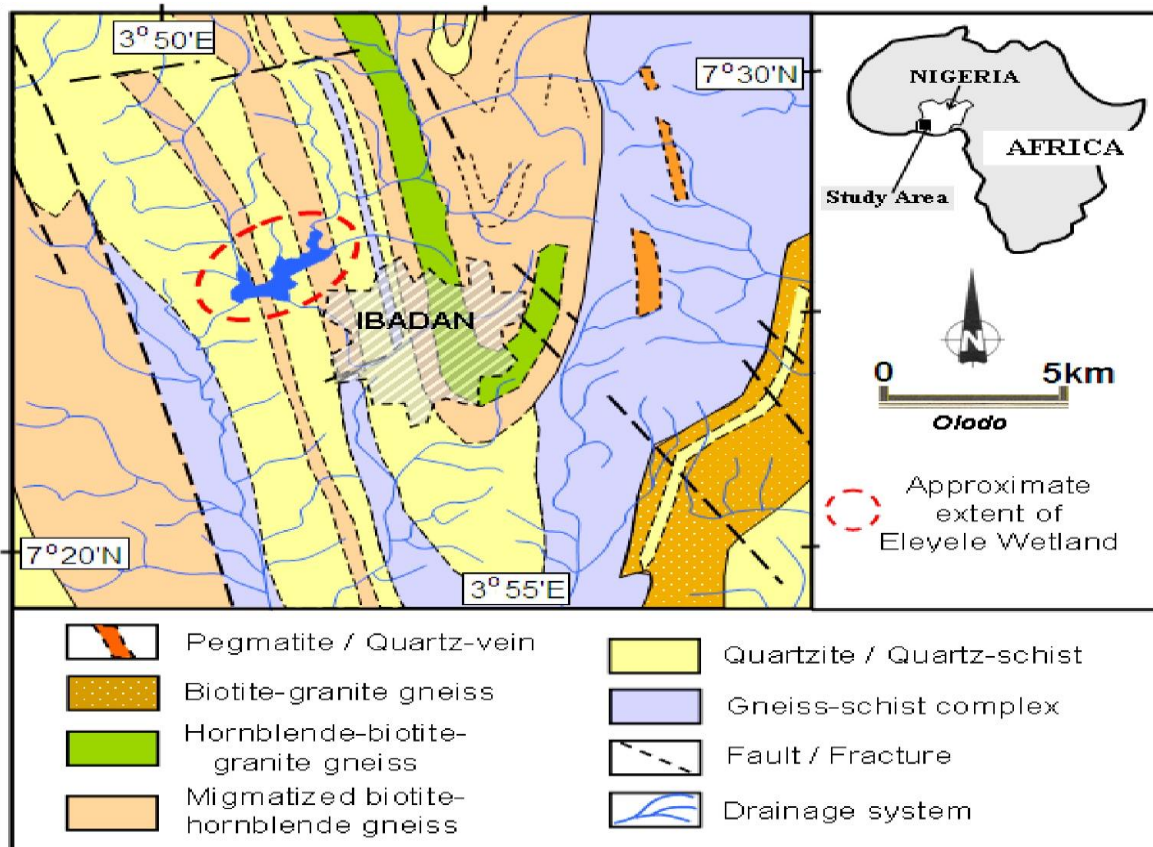 3°50'E
7°30'N
IBADAN
7°20'N
3°55'E
NIGERIA
AFRICA
Study Area
N
0 5km
Olodo
Approximate
extent of
Eleyele Wetland
Pegmatite / Quartz-vein
Biotite-granite gneiss
Hornblende-biotite-
granite gneiss
Migmatized biotite-
hornblende gneiss
Quartzite / Quartz-schist
Gneiss-schist complex
Fault / Fracture
Drainage system